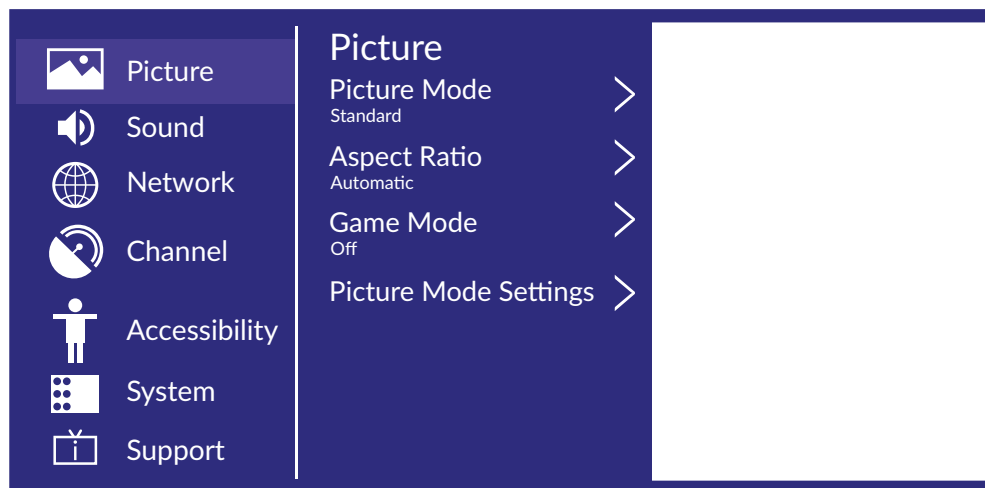 Picture
Sound
Network
Channel
Accessibility
System
i
Support
Picture
Picture Mode
Standard
Aspect Ratio
Automatic
Game Mode
Off
Picture Mode Settings